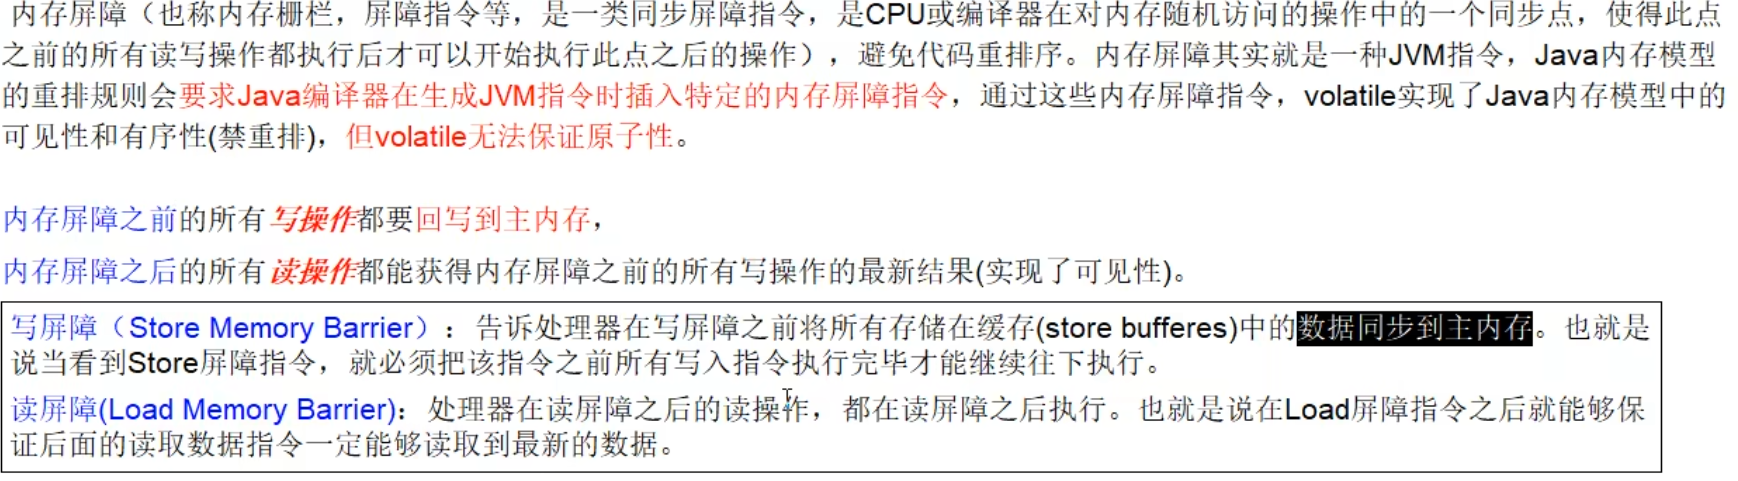 内存屏障（也称内存栅栏，屏障指令等，是一类同步屏障指令，是CPU或编译器在对内存随机访问的操作中的一个同步点，使得此点
之前的所有读写操作都执行后才可以开始执行此点之后的操作），避免代码重排序。内存屏障其实就是一种JVM指令，Java内存模型
的重排规则会要求Java编译器在生成JVM指令时插入特定的内存屏障指令，通过这些内存屏障指令，volatile实现了Java内存模型中的
可见性和有序性(禁重排)，但volatile无法保证原子性。
内存屏障之前的所有写操作都要回写到主内存，
内存屏障之后的所有读操作都能获得内存屏障之前的所有写操作的最新结果(实现了可见性)。
写屏障（Store Memory Barrier）：告诉处理器在写屏障之前将所有存储在缓存(store bufferes)中的数据同步到主内存。也就是
说当看到Store屏障指令，就必须把该指令之前所有写入指令执行完毕才能继续往下执行。
读屏障(Load Memory Barrier)：处理器在读屏障之后的读操作，都在读屏障之后执行。也就是说在Load屏障指令之后就能够保
证后面的读取数据指令一定能够读取到最新的数据。